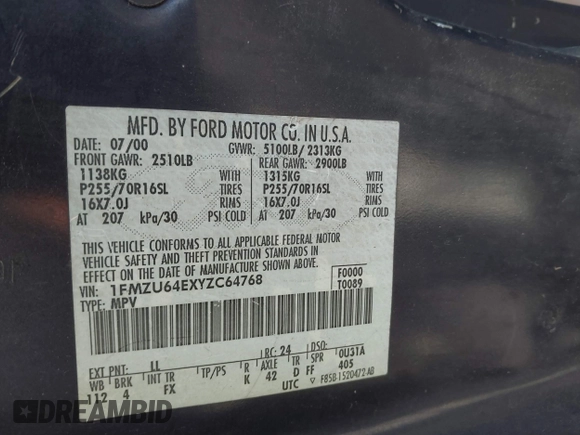 MFD. BY FORD MOTOR CO. IN U.S.A.
DATE: 07/00 GVWR: 5100LB/ 2313KG
FRONT GAWR: 2510LB REAR GAWR: 2900LB
1138KG WITH 1315KG WITH
P255/70R16SL TIRES P255/70R16SL TIRES
16X7.0J RIMS 16X7.0J RIMS
AT 207 kPa/30 PSI COLD AT 207 kPa/30 PSI COLD
THIS VEHICLE CONFORMS TO ALL APPLICABLE FEDERAL MOTOR
VEHICLE SAFETY AND THEFT PREVENTION STANDARDS IN
EFFECT ON THE DATE OF MANUFACTURE SHOWN ABOVE.
VIN: 1FMZU64EXYZC64768 F0000
TYPE: MPV T0089
EXT PNT: LL RC: 24 DSO:
WB BRK INT TR TP/PS R AXLE TR SPR 0U3TA
112 4 FX K 42 D FF 405
UTC F85B-1520472-AB
DREAMBID